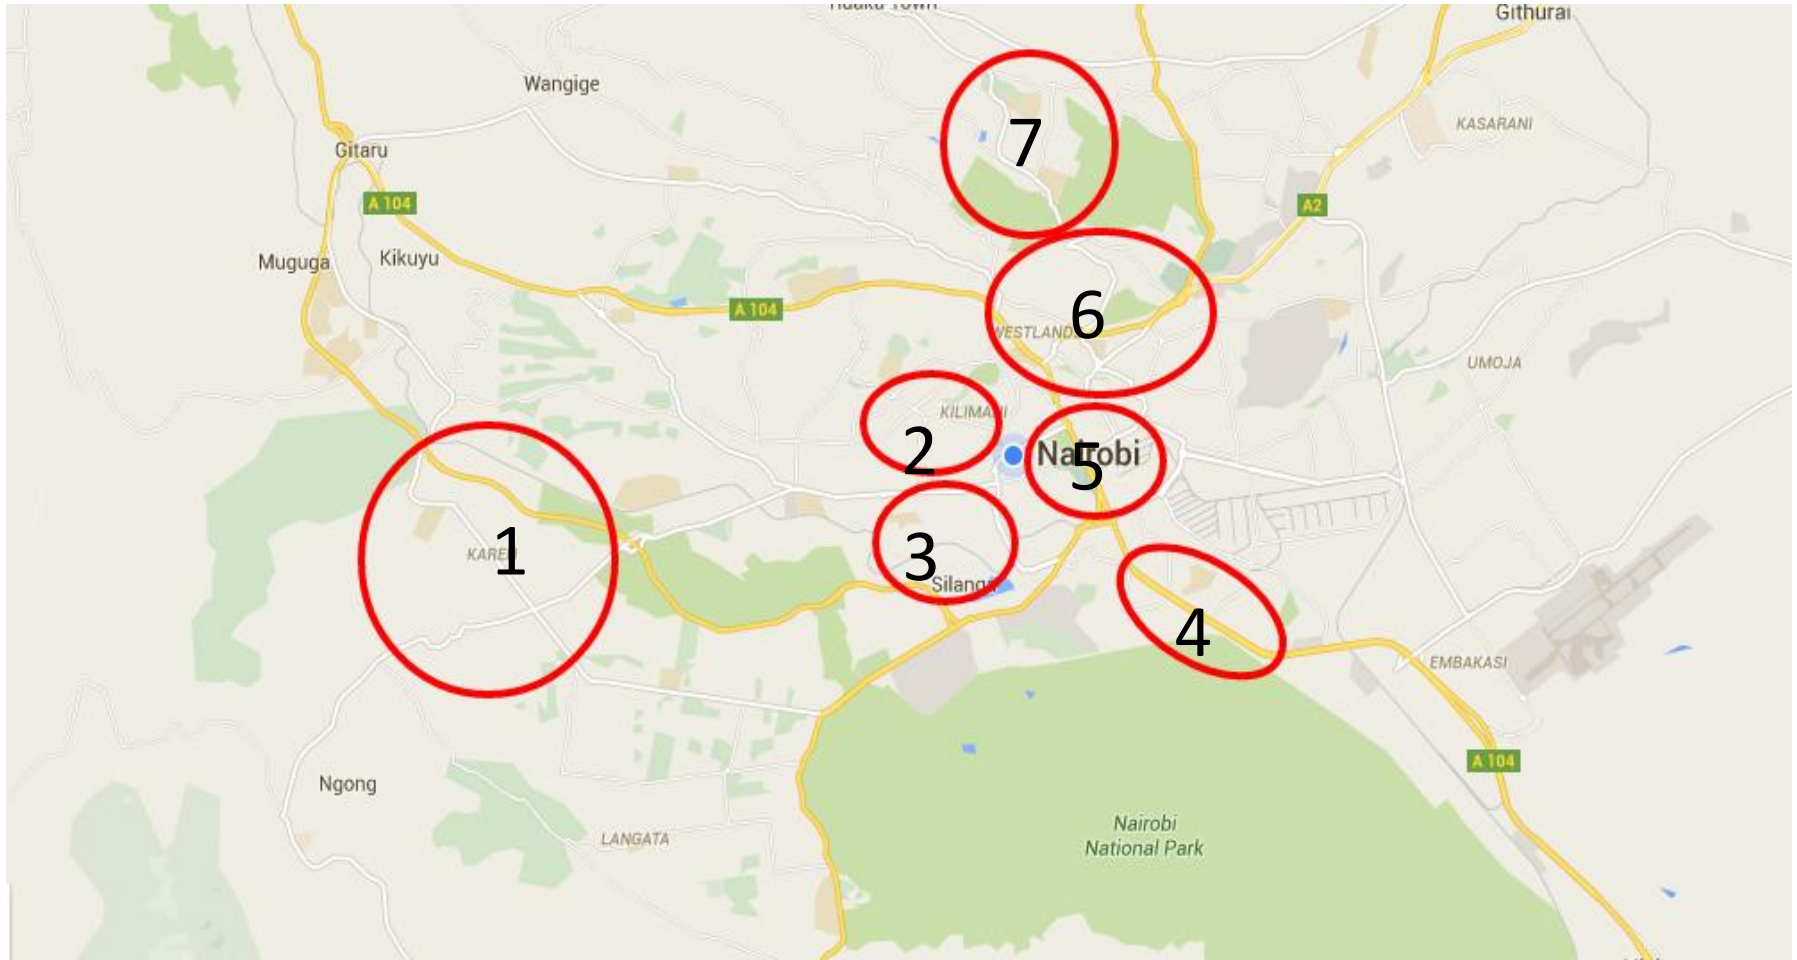 Githurai
Wangige
7
KASARANI
Gitaru
A 104
A2
Muguga
Kikuyu
A 104
6
WESTLANDS
UMOJA
KILIMANI
2
Nairobi
5
1
KAREN
3
Silanga
4
EMBAKASI
A 104
Ngong
Nairobi
National Park
LANGATA